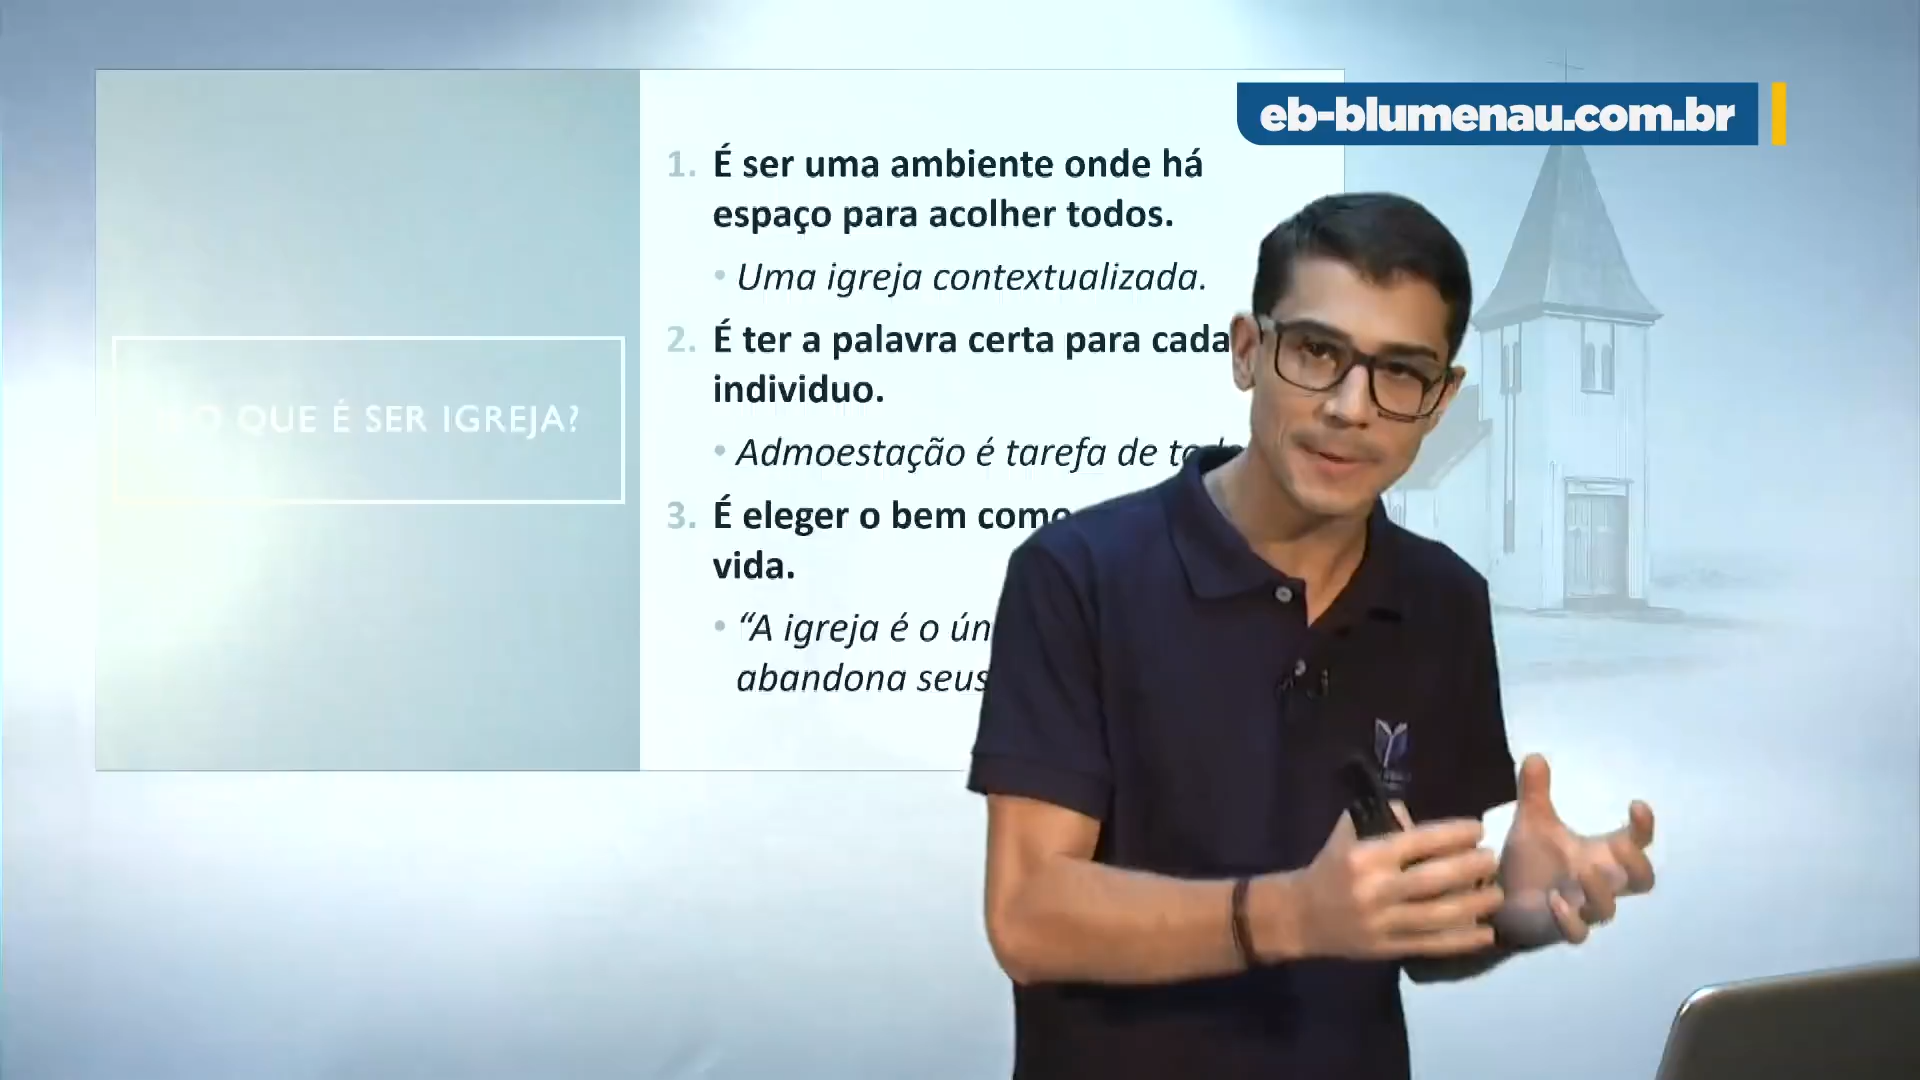 eb-blumenau.com.br
O QUE É SER IGREJA?
1. É ser uma ambiente onde há
espaço para acolher todos.
• Uma igreja contextualizada.
2. É ter a palavra certa para cada
individuo.
• Admoestação é tarefa de
3. É eleger o bem como
vida.
• “A igreja é o
abandona seus